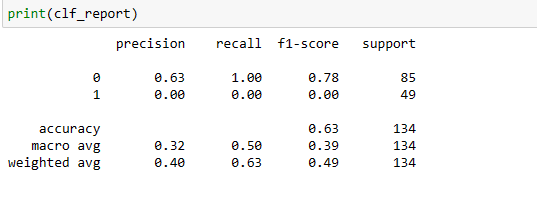 print(clf_report)
precision recall f1-score support
0 0.63 1.00 0.78 85
1 0.00 0.00 0.00 49
accuracy 0.63 134
macro avg 0.32 0.50 0.39 134
weighted avg 0.40 0.63 0.49 134